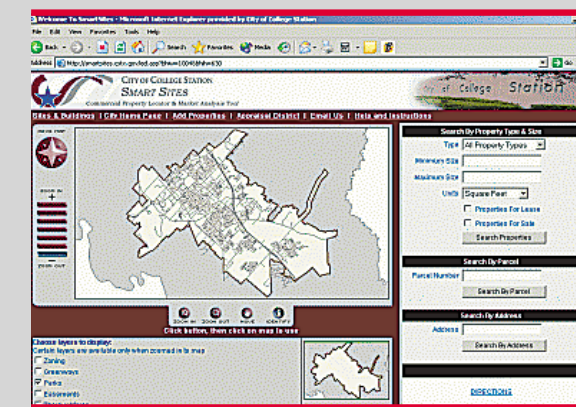 Welcome To SmartSites - Microsoft Internet Explorer provided by City of College Station
File Edit View Favorites Tools Help
Back Search Favorites Media
Address Go
CITY OF COLLEGE STATION
SMART SITES
Commercial Property Locator & Market Analysis Tool
City of College Station
Sites & Buildings | City Home Page | Add Properties | Appraisal District | Email Us | Help and Instructions
ZOOM IN
+
−
ZOOM OUT
ZOOM IN ZOOM OUT MOVE IDENTIFY
Click button, then click on map to use
Choose layers to display:
Certain layers are available only when zoomed in to map
Zoning
Greenways
Parks
Easements
Search By Property Type & Size
Type All Property Types
Minimum Size
Maximum Size
Units Square Feet
Properties For Lease
Properties For Sale
Search Properties
Search By Parcel
Parcel Number
Search By Parcel
Search By Address
Address
Search By Address
DIRECTIONS